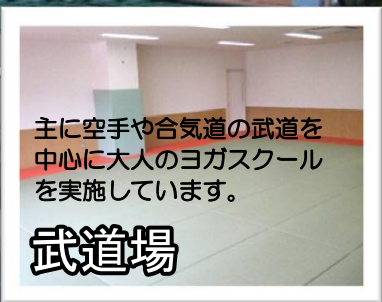 主に空手や合気道の武道を
中心に大人のヨガスクール
を実施しています。
武道場